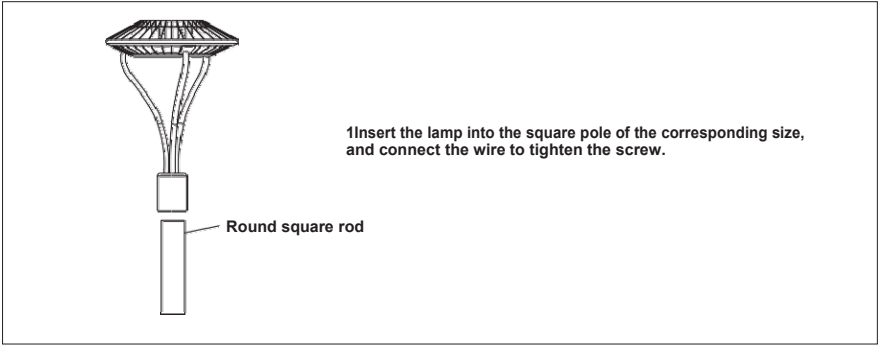 1Insert the lamp into the square pole of the corresponding size,
and connect the wire to tighten the screw.
Round square rod